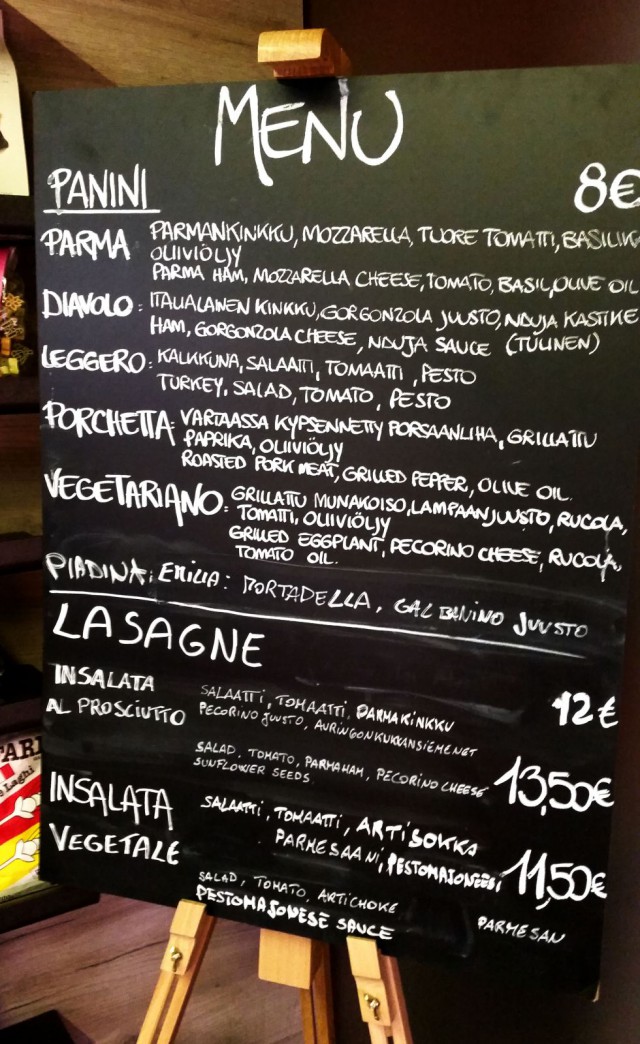 MENU
PANINI 8€
PARMA PARMANKINKKU, MOZZARELLA, TUORE TOMATTI, BASILIKA
OLIIVIÖLJY
PARMA HAM, MOZZARELLA CHEESE, TOMATO, BASIL, OLIVE OIL
DIAVOLO: ITALIALAINEN KINKKU, GORGONZOLA JUUSTO, NDUJA KASTIKE
HAM, GORGONZOLA CHEESE, NDUJA SAUCE (TULINEN)
LEGGERO: KALKKUNA, SALAATTI, TOMAATTI, PESTO
TURKEY, SALAD, TOMATO, PESTO
PORCHETTA: VARTAASSA KYPSENNETTY PORSAANLIHA, GRILLATTU
PAPRIKA, OLIIVIÖLJY
ROASTED PORK MEAT, GRILLED PEPPER, OLIVE OIL.
VEGETARIANO: GRILLATTU MUNAKOISO, LAMPAANJUUSTO, RUCOLA,
TOMATTI, OLIIVIÖLJY
GRILLED EGGPLANT, PECORINO CHEESE, RUCOLA,
TOMATO OIL.
PIADINA: EMILIA: MORTADELLA, GALBANINO JUUSTO
LASAGNE 12€
INSALATA AL PROSCIUTTO
SALAATTI, TOMAATTI, PARMAKINKKU
PECORINO JUUSTO, AURINGONKUKKANSIEMENET
SALAD, TOMATO, PARMAHAM, PECORINO CHEESE 13,50€
SUNFLOWER SEEDS
INSALATA VEGETALE
SALAATTI, TOMAATTI, ARTISOKKA
PARMESAANI, PESTOMAJONEESI 11,50€
SALAD, TOMATO, ARTICHOKE PARMESAN
PESTOMAJONESE SAUCE